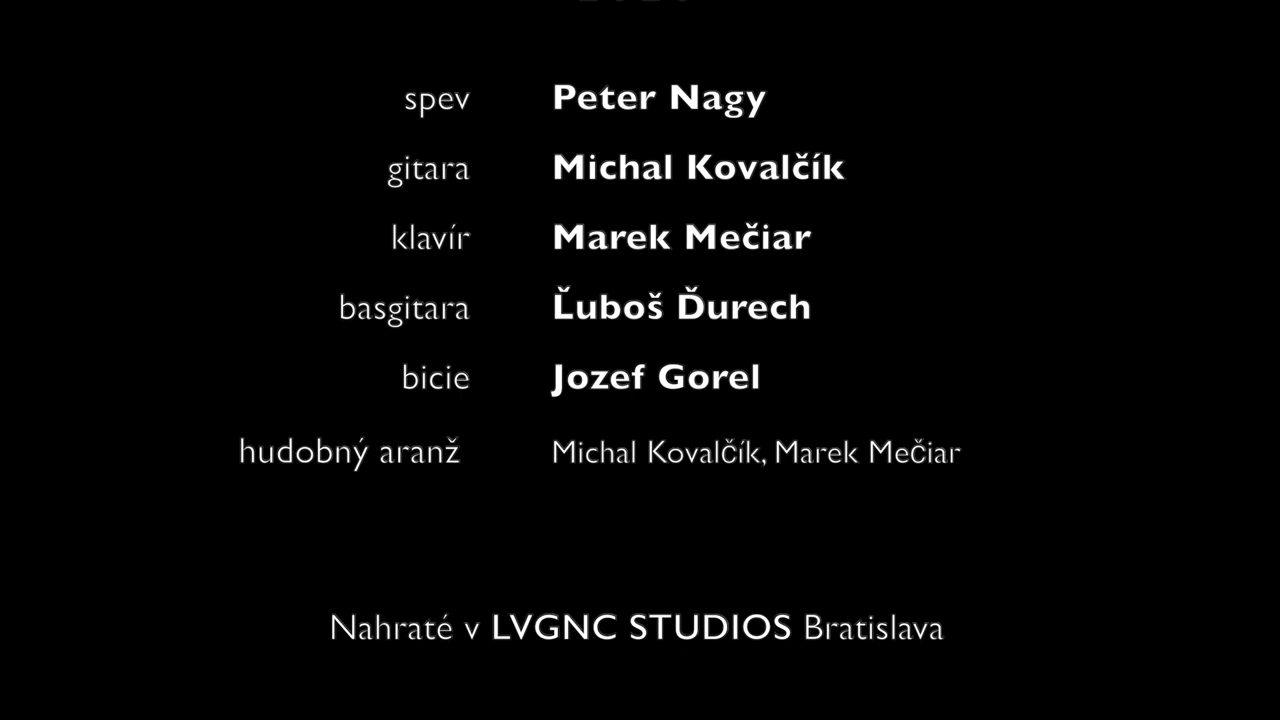 spev Peter Nagy
gitara Michal Kovalčík
klavír Marek Mečiar
basgitara Ľuboš Ďurech
bicie Jozef Gorel
hudobný aranž Michal Kovalčík, Marek Mečiar
Nahraté v LVGNC STUDIOS Bratislava